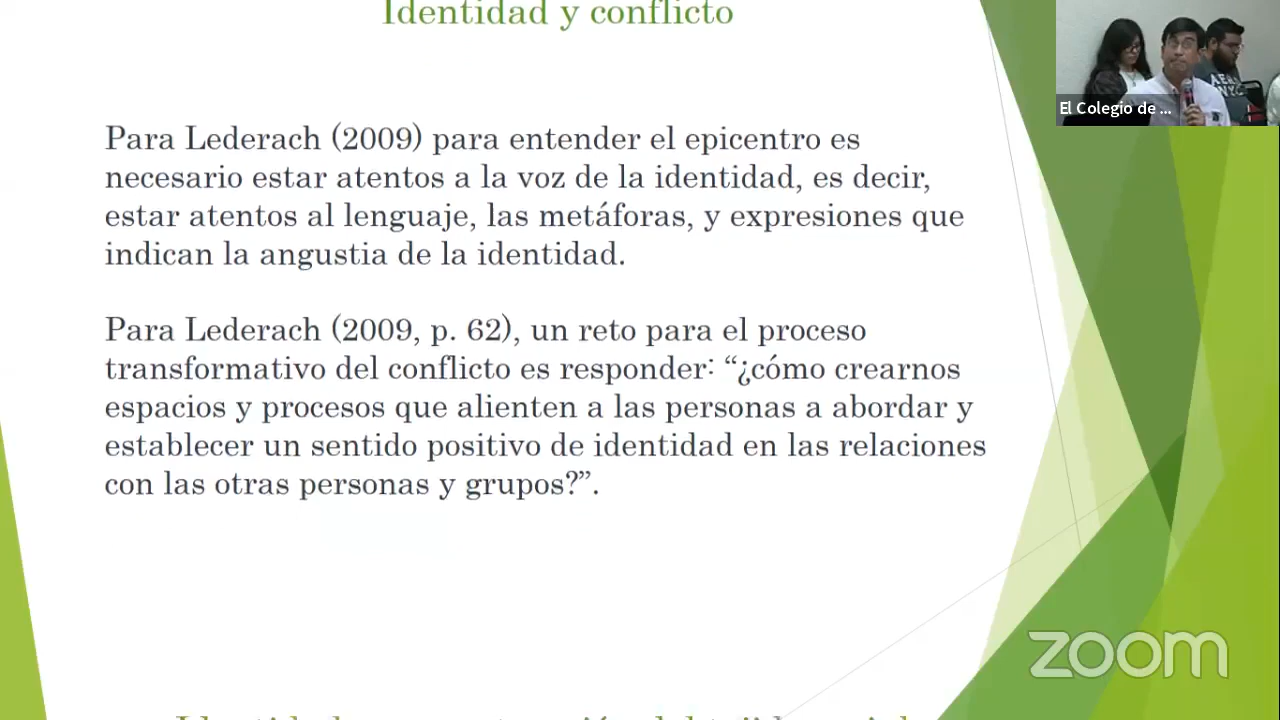 Identidad y conflicto
El Colegio de ...
AE
NYC
Para Lederach (2009) para entender el epicentro es
necesario estar atentos a la voz de la identidad, es decir,
estar atentos al lenguaje, las metáforas, y expresiones que
indican la angustia de la identidad.
Para Lederach (2009, p. 62), un reto para el proceso
transformativo del conflicto es responder: “¿cómo crearnos
espacios y procesos que alienten a las personas a abordar y
establecer un sentido positivo de identidad en las relaciones
con las otras personas y grupos?”.
zoom